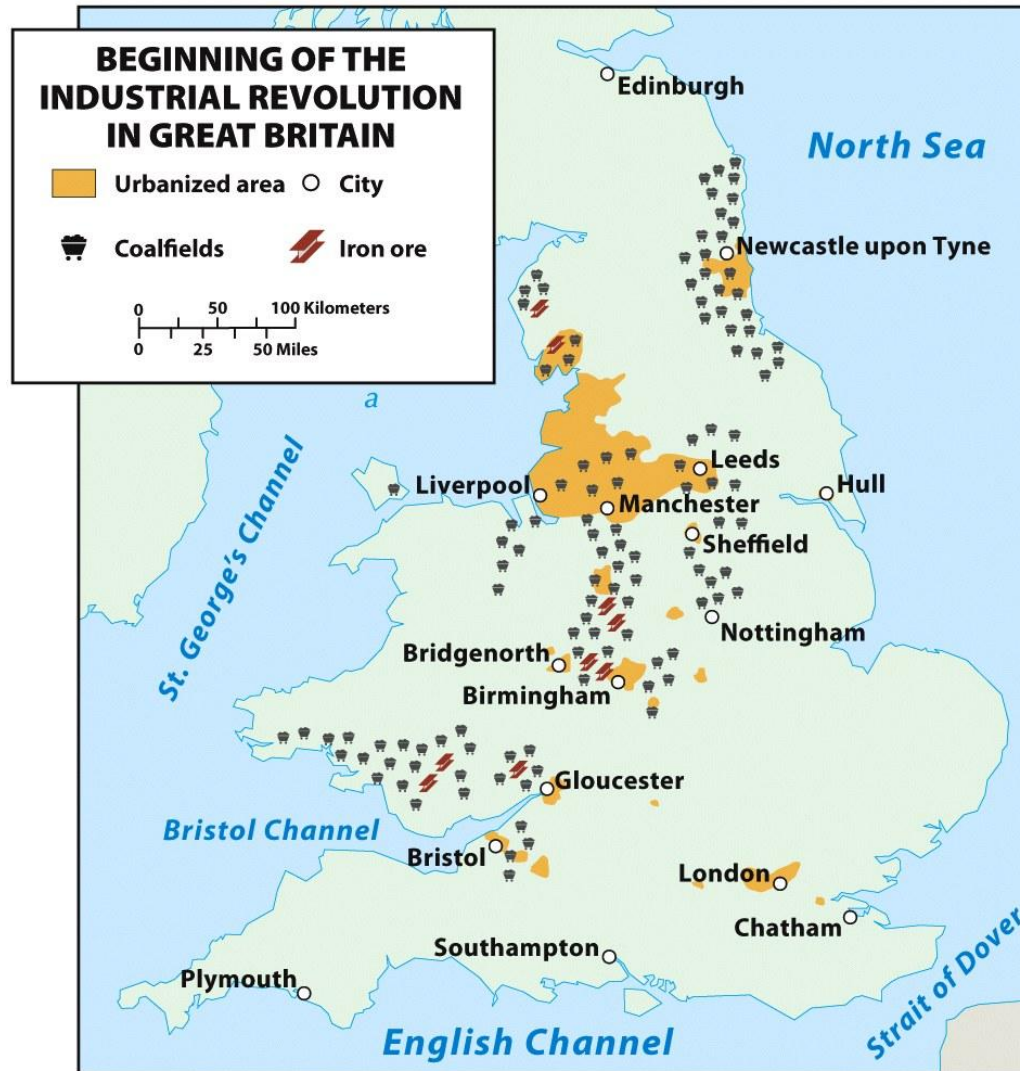 BEGINNING OF THE
INDUSTRIAL REVOLUTION
IN GREAT BRITAIN
Urbanized area
City
Coalfields
Iron ore
0 50 100 Kilometers
0 25 50 Miles
Edinburgh
North Sea
Newcastle upon Tyne
a
St. George's Channel
Liverpool
Leeds
Hull
Manchester
Sheffield
Nottingham
Bridgenorth
Birmingham
Gloucester
Bristol Channel
Bristol
London
Chatham
Southampton
Plymouth
English Channel
Strait of Dover